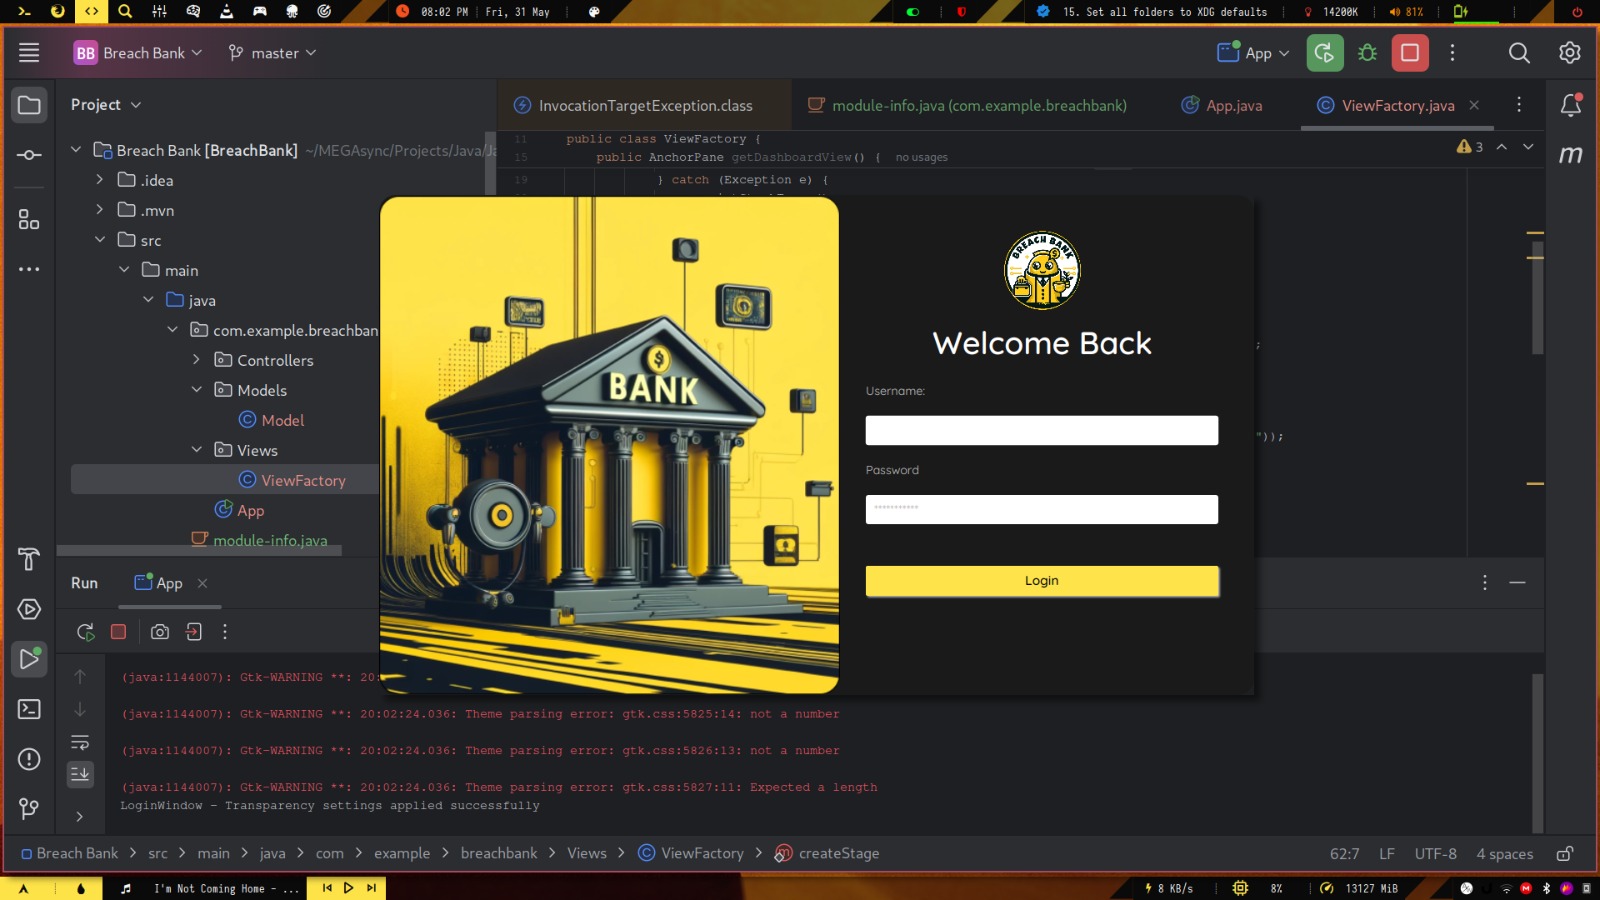 08:02 PM Fri, 31 May
15. Set all folders to XDG defaults 14200K 81%
BB Breach Bank master App
Project
InvocationTargetException.class module-info.java (com.example.breachbank) App.java ViewFactory.java
Breach Bank [BreachBank] ~/MEGAsync/Projects/Java/Ja
.idea
.mvn
src
main
java
com.example.breachban
Controllers
Models
Model
Views
ViewFactory
App
module-info.java
11 public class ViewFactory {
15 public AnchorPane getDashboardView() { no usages
19 } catch (Exception e) {
3
;
"));
BANK
BREACH BANK
Welcome Back
Username:
Password
Login
Run App
(java:1144007): Gtk-WARNING **: 20:
(java:1144007): Gtk-WARNING **: 20:02:24.036: Theme parsing error: gtk.css:5825:14: not a number
(java:1144007): Gtk-WARNING **: 20:02:24.036: Theme parsing error: gtk.css:5826:13: not a number
(java:1144007): Gtk-WARNING **: 20:02:24.036: Theme parsing error: gtk.css:5827:11: Expected a length
LoginWindow - Transparency settings applied successfully
Breach Bank > src > main > java > com > example > breachbank > Views > ViewFactory > createStage
62:7 LF UTF-8 4 spaces
I'm Not Coming Home - ...
8 KB/s 8% 13127 MiB